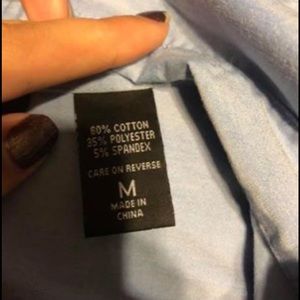 60% COTTON
35% POLYESTER
5% SPANDEX
CARE ON REVERSE
M
MADE IN
CHINA